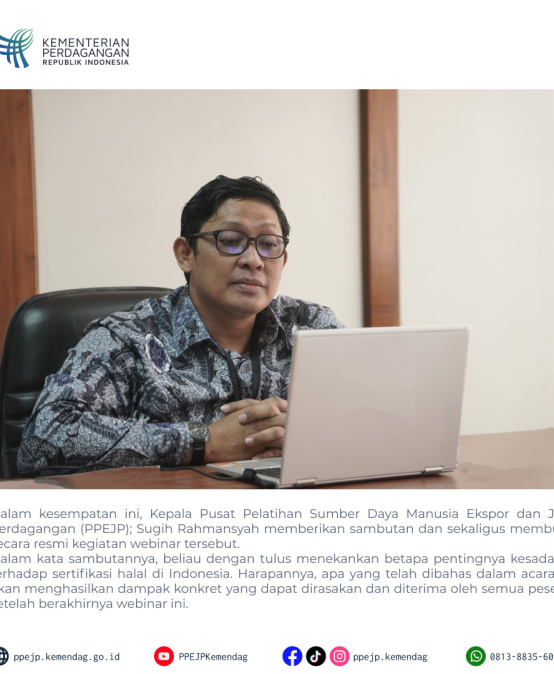 KEMENTERIAN
PERDAGANGAN
REPUBLIK INDONESIA
alam kesempatan ini, Kepala Pusat Pelatihan Sumber Daya Manusia Ekspor dan J
erdagangan (PPEJP); Sugih Rahmansyah memberikan sambutan dan sekaligus membu
ecara resmi kegiatan webinar tersebut.
alam kata sambutannya, beliau dengan tulus menekankan betapa pentingnya kesada
erhadap sertifikasi halal di Indonesia. Harapannya, apa yang telah dibahas dalam acara
kan menghasilkan dampak konkret yang dapat dirasakan dan diterima oleh semua pese
etelah berakhirnya webinar ini.
ppejp.kemendag.go.id PPEJPKemendag ppejp.kemendag 0813-8835-60